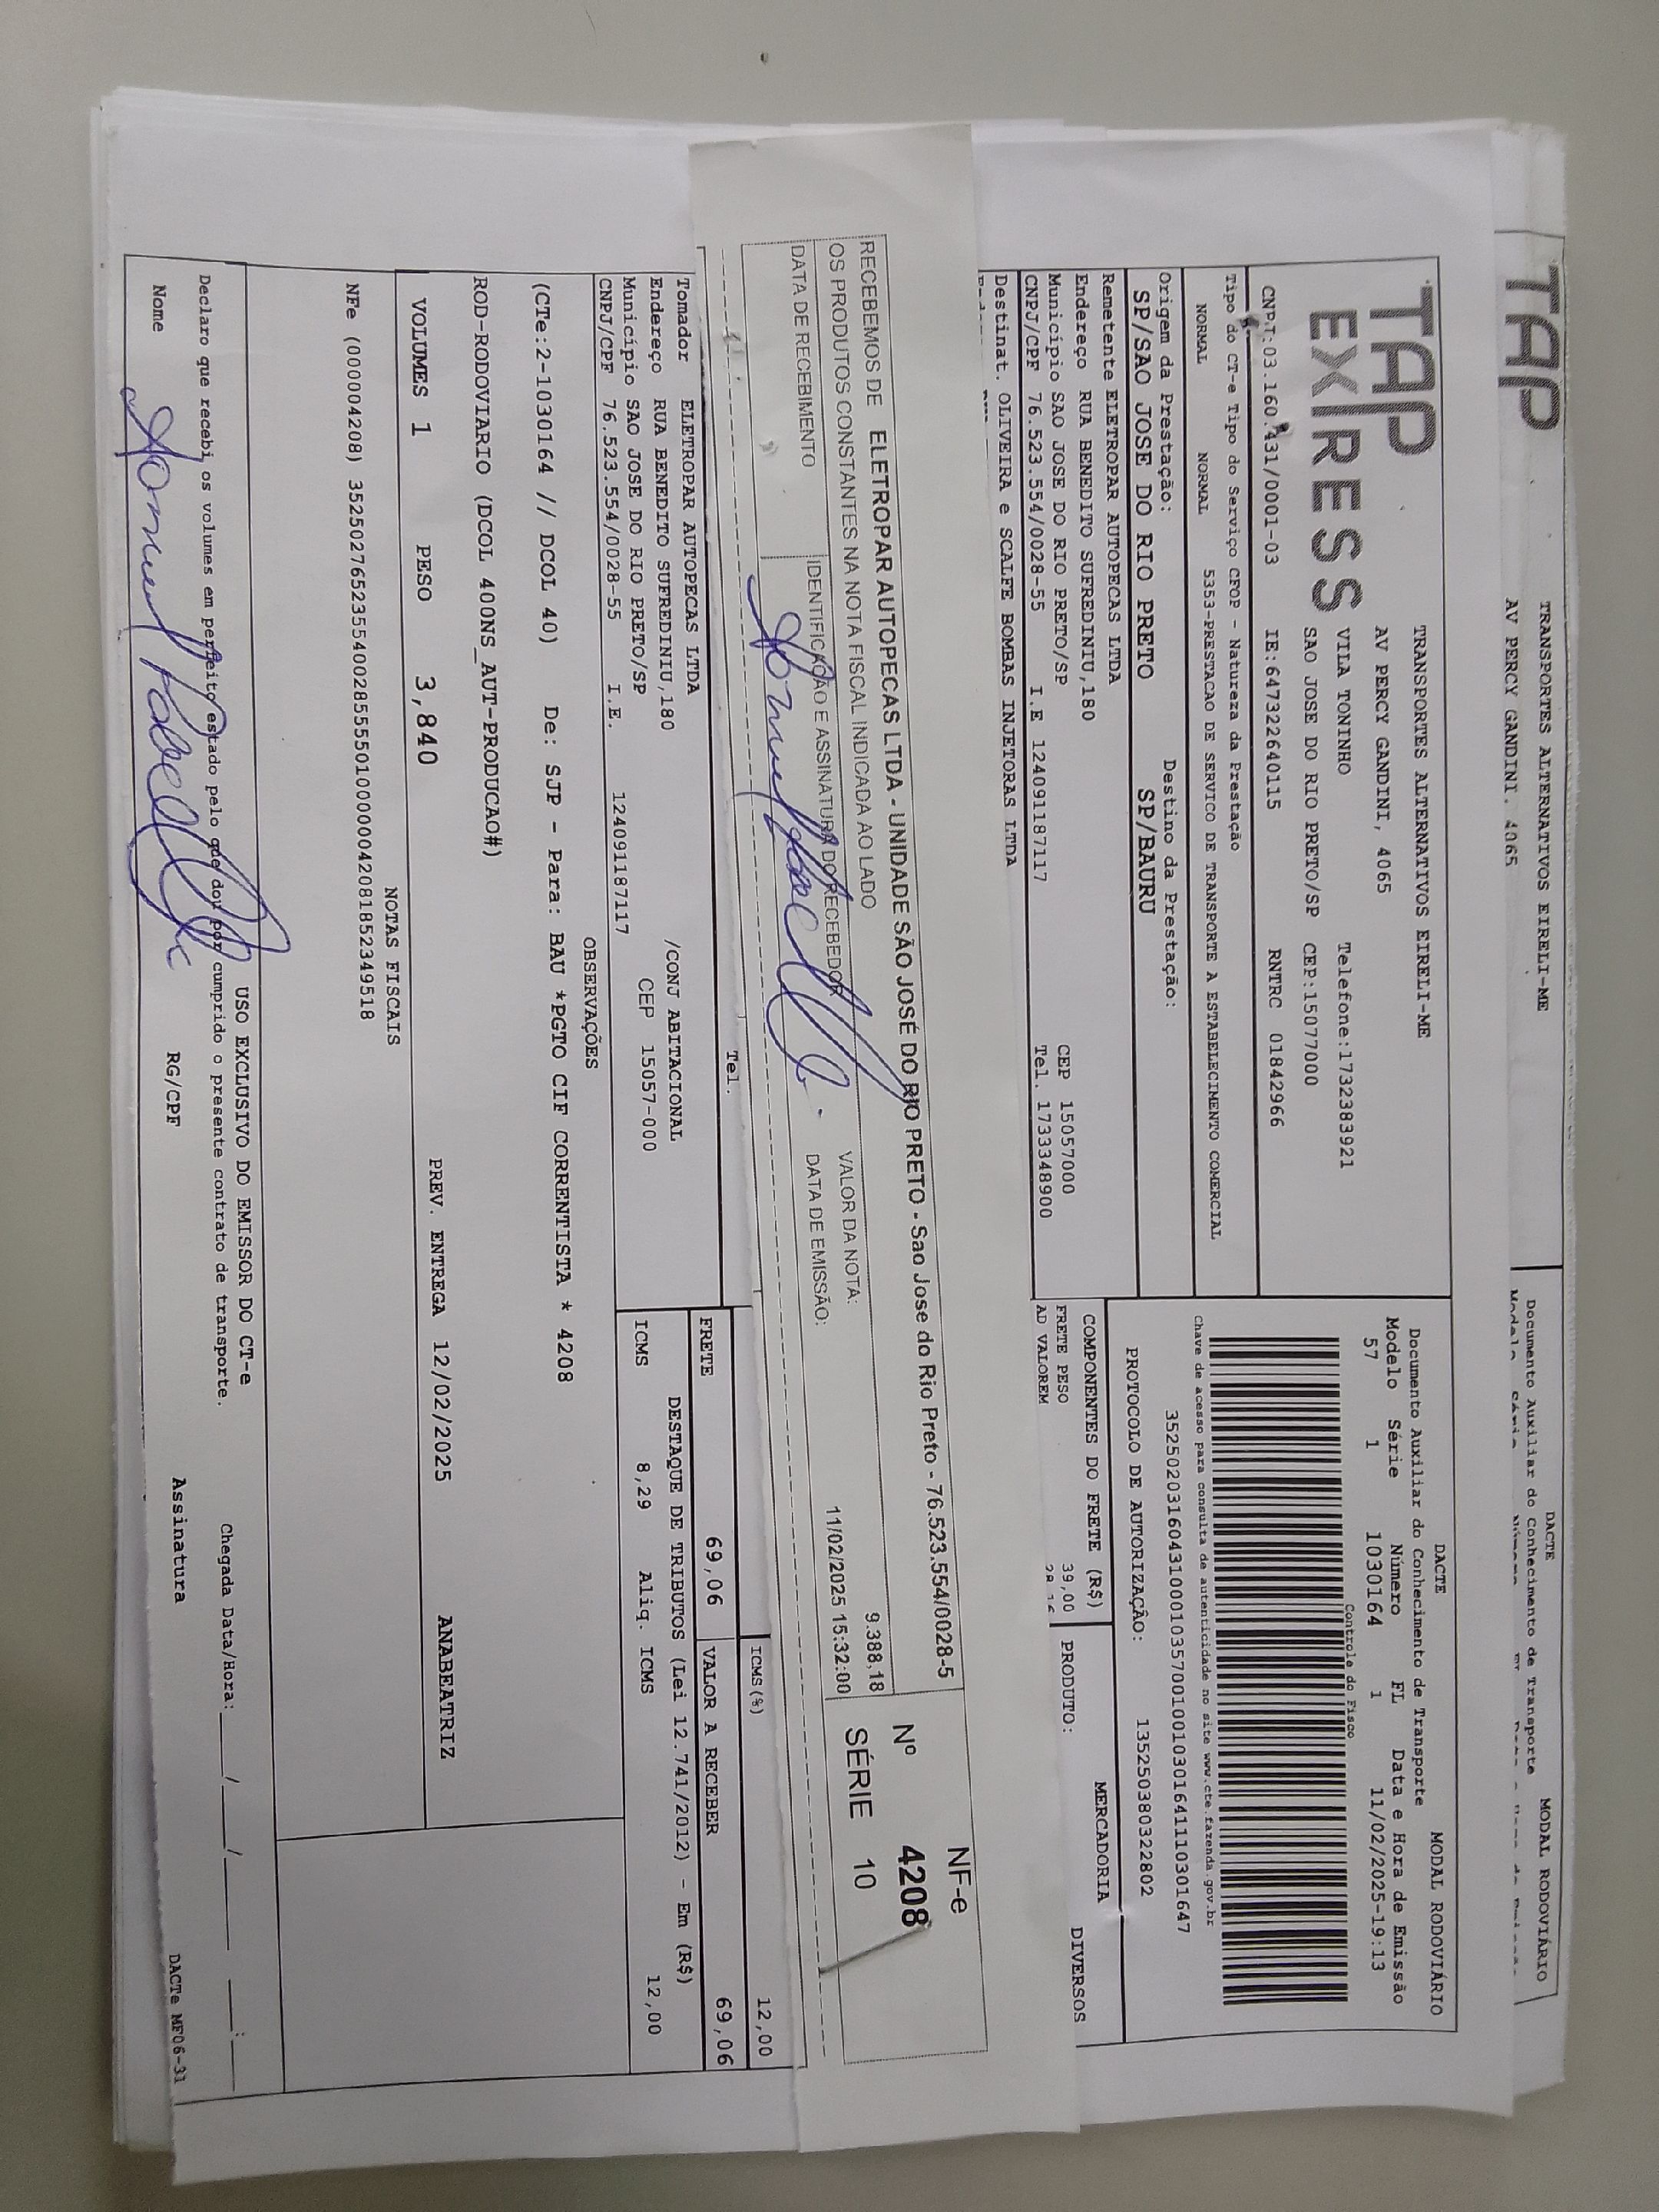 TAP
TRANSPORTES ALTERNATIVOS EIRELI-ME
AV PERCY GANDINI, 4065
DACTE MODAL RODOVIÁRIO
Documento Auxiliar do Conhecimento de Transporte
TAP
EXPRESS
TRANSPORTES ALTERNATIVOS EIRELI-ME
AV PERCY GANDINI, 4065
VILA TONINHO Telefone:1732383921
SAO JOSE DO RIO PRETO/SP CEP:15077000
CNPJ:03.160.431/0001-03 IE:647322640115 RNTRC 01842966
DACTE MODAL RODOVIÁRIO
Documento Auxiliar do Conhecimento de Transporte
Modelo Série Número FL Data e Hora de Emissão
57 1 1030164 1 11/02/2025-19:13
Controle do Fisco
Tipo do CT-e Tipo do Serviço CFOP - Natureza da Prestação
NORMAL NORMAL 5353-PRESTACAO DE SERVICO DE TRANSPORTE A ESTABELECIMENTO COMERCIAL
Chave de acesso para consulta de autenticidade no site www.cte.fazenda.gov.br
35250203160431000103570010010301641110301647
Origem da Prestação: Destino da Prestação:
SP/SAO JOSE DO RIO PRETO SP/BAURU
PROTOCOLO DE AUTORIZAÇÃO: 135250380322802
Remetente ELETROPAR AUTOPECAS LTDA
Endereço RUA BENEDITO SUFREDINIU,180
Município SAO JOSE DO RIO PRETO/SP CEP 15057000
CNPJ/CPF 76.523.554/0028-55 I.E 124091187117 Tel. 1733348900
COMPONENTES DO FRETE (R$) MERCADORIA
FRETE PESO 39,00 PRODUTO: DIVERSOS
AD VALOREM
Destinat. OLIVEIRA e SCALFE BOMBAS INJETORAS LTDA
RECEBEMOS DE ELETROPAR AUTOPECAS LTDA - UNIDADE SÃO JOSÉ DO RIO PRETO - Sao Jose do Rio Preto - 76.523.554/0028-5
OS PRODUTOS CONSTANTES NA NOTA FISCAL INDICADA AO LADO
VALOR DA NOTA: 9.388,18
DATA DE RECEBIMENTO
IDENTIFICAÇÃO E ASSINATURA DO RECEBEDOR
DATA DE EMISSÃO: 11/02/2025 15:32:00
NF-e
Nº 4208
SÉRIE 10
Tel.
ICMS(%) 12,00
Tomador ELETROPAR AUTOPECAS LTDA
Endereço RUA BENEDITO SUFREDINIU,180 /CONJ ABITACIONAL
Município SAO JOSE DO RIO PRETO/SP CEP 15057-000
CNPJ/CPF 76.523.554/0028-55 I.E. 124091187117
FRETE 69,06 VALOR A RECEBER 69,06
DESTAQUE DE TRIBUTOS (Lei 12.741/2012) - Em (R$)
ICMS 8,29 Aliq. ICMS 12,00
OBSERVAÇÕES
(CTe:2-1030164 // DCOL 40) De: SJP - Para: BAU *PGTO CIF CORRENTISTA * 4208
ROD-RODOVIARIO (DCOL 400NS_AUT-PRODUCAO#)
VOLUMES 1 PESO 3,840 PREV. ENTREGA 12/02/2025 ANABEATRIZ
NOTAS FISCAIS
NFe (000004208) 35250276523554002855550100000042081852349518
USO EXCLUSIVO DO EMISSOR DO CT-e
Declaro que recebi os volumes em perfeito estado pelo que dou por cumprido o presente contrato de transporte. Chegada Data/Hora: ____/____/____ __:__
Nome RG/CPF Assinatura
DACTe MF06-31